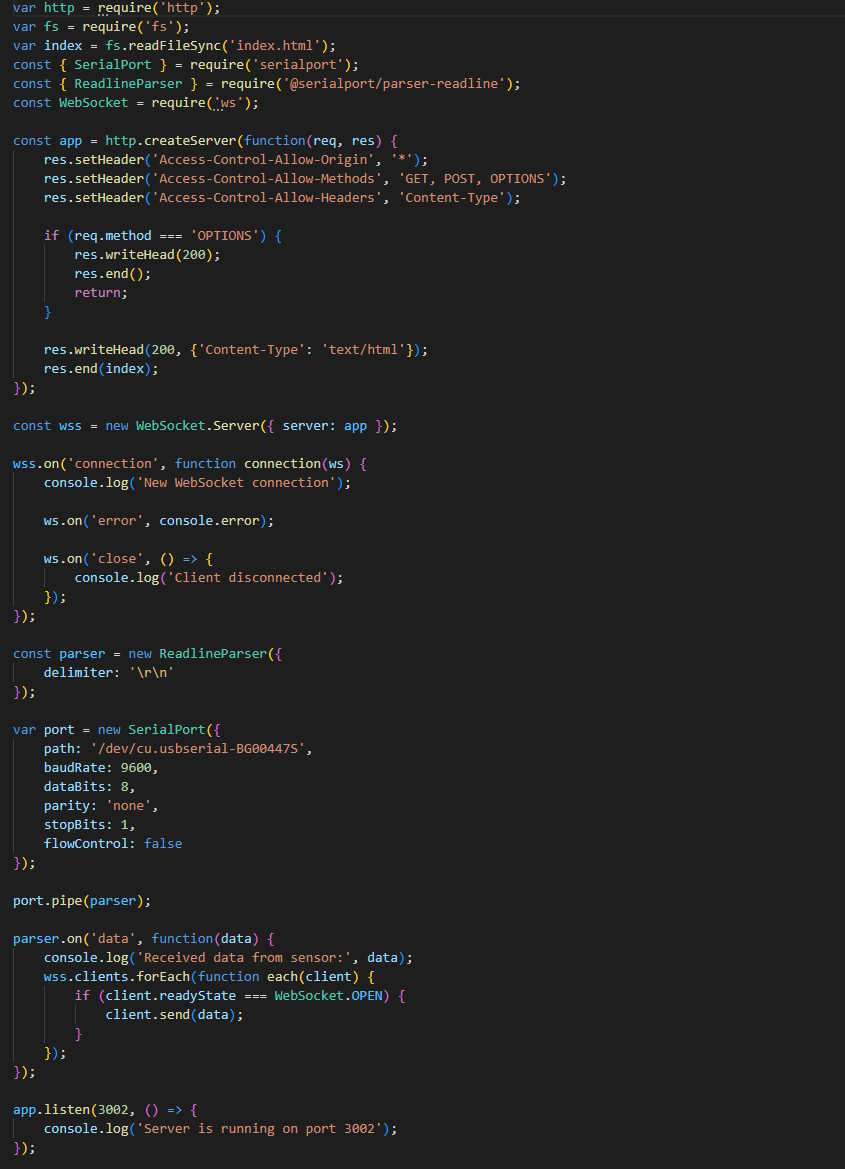 var http = require('http');
var fs = require('fs');
var index = fs.readFileSync('index.html');
const { SerialPort } = require('serialport');
const { ReadlineParser } = require('@serialport/parser-readline');
const WebSocket = require('ws');

const app = http.createServer(function(req, res) {
    res.setHeader('Access-Control-Allow-Origin', '*');
    res.setHeader('Access-Control-Allow-Methods', 'GET, POST, OPTIONS');
    res.setHeader('Access-Control-Allow-Headers', 'Content-Type');

    if (req.method === 'OPTIONS') {
        res.writeHead(200);
        res.end();
        return;
    }

    res.writeHead(200, {'Content-Type': 'text/html'});
    res.end(index);
});

const wss = new WebSocket.Server({ server: app });

wss.on('connection', function connection(ws) {
    console.log('New WebSocket connection');

    ws.on('error', console.error);

    ws.on('close', () => {
        console.log('Client disconnected');
    });
});

const parser = new ReadlineParser({
    delimiter: '\r\n'
});

var port = new SerialPort({
    path: '/dev/cu.usbserial-BG00447S',
    baudRate: 9600,
    dataBits: 8,
    parity: 'none',
    stopBits: 1,
    flowControl: false
});

port.pipe(parser);

parser.on('data', function(data) {
    console.log('Received data from sensor:', data);
    wss.clients.forEach(function each(client) {
        if (client.readyState === WebSocket.OPEN) {
            client.send(data);
        }
    });
});

app.listen(3002, () => {
    console.log('Server is running on port 3002');
});